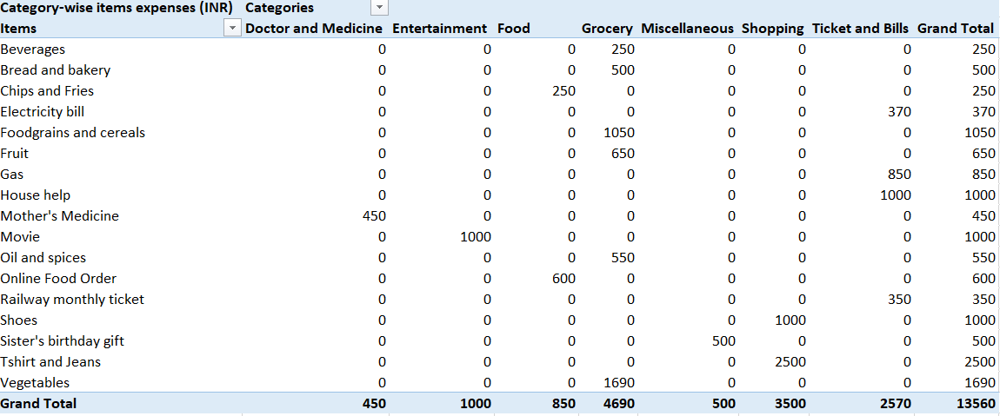 Category-wise items expenses (INR) Categories
Items Doctor and Medicine Entertainment Food Grocery Miscellaneous Shopping Ticket and Bills Grand Total
Beverages 0 0 0 250 0 0 0 250
Bread and bakery 0 0 0 500 0 0 0 500
Chips and Fries 0 0 250 0 0 0 0 250
Electricity bill 0 0 0 0 0 0 370 370
Foodgrains and cereals 0 0 0 1050 0 0 0 1050
Fruit 0 0 0 650 0 0 0 650
Gas 0 0 0 0 0 0 850 850
House help 0 0 0 0 0 0 1000 1000
Mother's Medicine 450 0 0 0 0 0 0 450
Movie 0 1000 0 0 0 0 0 1000
Oil and spices 0 0 0 550 0 0 0 550
Online Food Order 0 0 600 0 0 0 0 600
Railway monthly ticket 0 0 0 0 0 0 350 350
Shoes 0 0 0 0 0 1000 0 1000
Sister's birthday gift 0 0 0 0 500 0 0 500
Tshirt and Jeans 0 0 0 0 0 2500 0 2500
Vegetables 0 0 0 1690 0 0 0 1690
Grand Total 450 1000 850 4690 500 3500 2570 13560